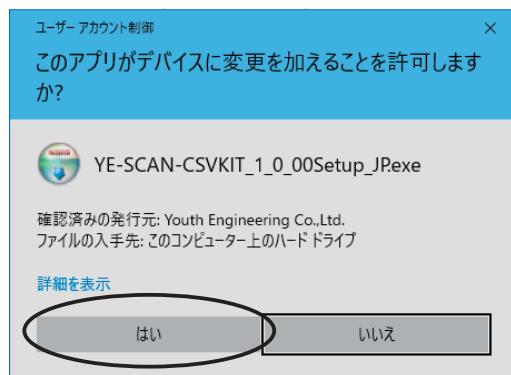 ユーザー アカウント制御
このアプリがデバイスに変更を加えることを許可します
か?
YE-SCAN-CSVKIT_1_0_00Setup_JP.exe
確認済みの発行元: Youth Engineering Co.,Ltd.
ファイルの入手先: このコンピューター上のハード ドライブ
詳細を表示
はい
いいえ